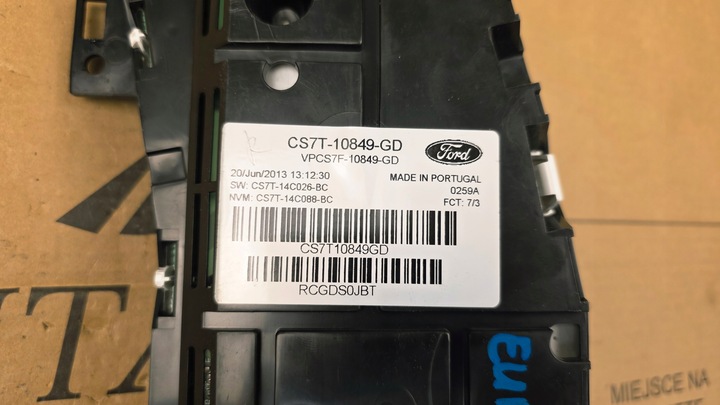 CS7T-10849-GD
VPCS7F-10849-GD
Ford
20/Jun/2013 13:12:30
MADE IN PORTUGAL
SW: CS7T-14C026-BC
0259A
NVM: CS7T-14C088-BC
FCT: 7/3
CS7T10849GD
RCGDS0JBT
MIEJSCE NA